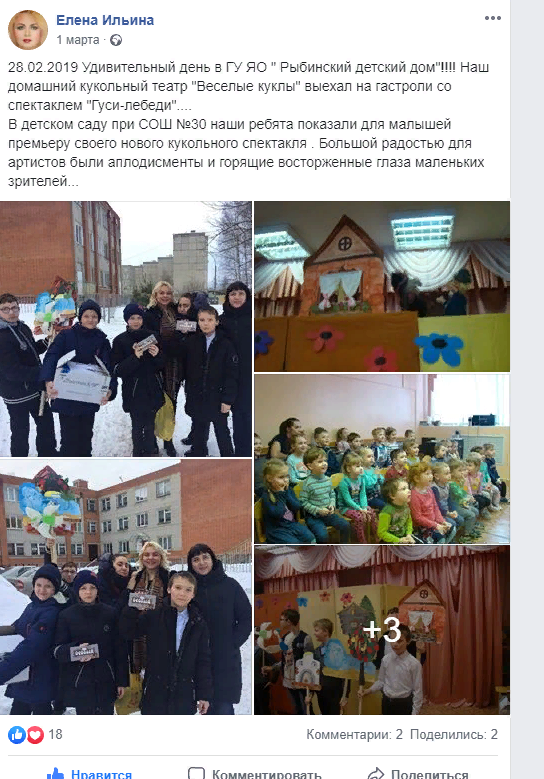 Елена Ильина
1 марта ·
28.02.2019 Удивительный день в ГУ ЯО " Рыбинский детский дом"!!!! Наш
домашний кукольный театр "Веселые куклы" выехал на гастроли со
спектаклем "Гуси-лебеди"....
В детском саду при СОШ №30 наши ребята показали для малышей
премьеру своего нового кукольного спектакля . Большой радостью для
артистов были аплодисменты и горящие восторженные глаза маленьких
зрителей...
+3
18
Комментарии: 2 Поделились: 2
Нравится Комментировать Поделиться